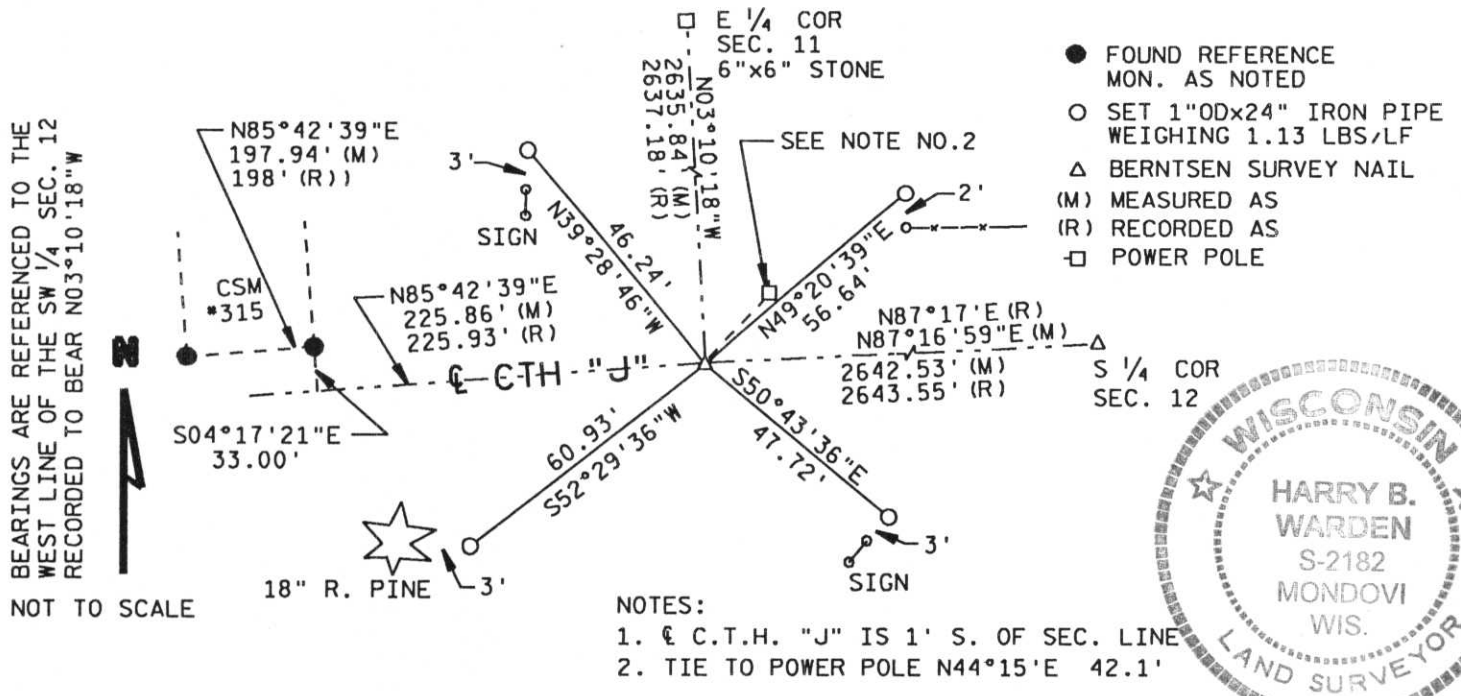 BEARINGS ARE REFERENCED TO THE
WEST LINE OF THE SW 1/4 SEC. 12
RECORDED TO BEAR N03°10'18"W
N
NOT TO SCALE
N85°42'39"E
197.94' (M)
198' (R))
CSM
#315
S04°17'21"E
33.00'
N85°42'39"E
225.86' (M)
225.93' (R)
℄ CTH "J"
3'
SIGN
46.24'
N39°28'46"W
E 1/4 COR
SEC. 11
6"x6" STONE
N03°10'18"W
2635.84' (M)
2637.18' (R)
SEE NOTE NO.2
2'
N49°20'39"E
56.64'
N87°17'E (R)
N87°16'59"E (M)
2642.53' (M)
2643.55' (R)
S 1/4 COR
SEC. 12
60.93'
S52°29'36"W
18" R. PINE
3'
S50°43'36"E
47.72'
3'
SIGN
FOUND REFERENCE
MON. AS NOTED
SET 1"ODx24" IRON PIPE
WEIGHING 1.13 LBS/LF
BERNTSEN SURVEY NAIL
(M) MEASURED AS
(R) RECORDED AS
POWER POLE
NOTES:
1. ℄ C.T.H. "J" IS 1' S. OF SEC. LINE
2. TIE TO POWER POLE N44°15'E 42.1'
WISCONSIN
HARRY B.
WARDEN
S-2182
MONDOVI
WIS.
LAND SURVEYOR